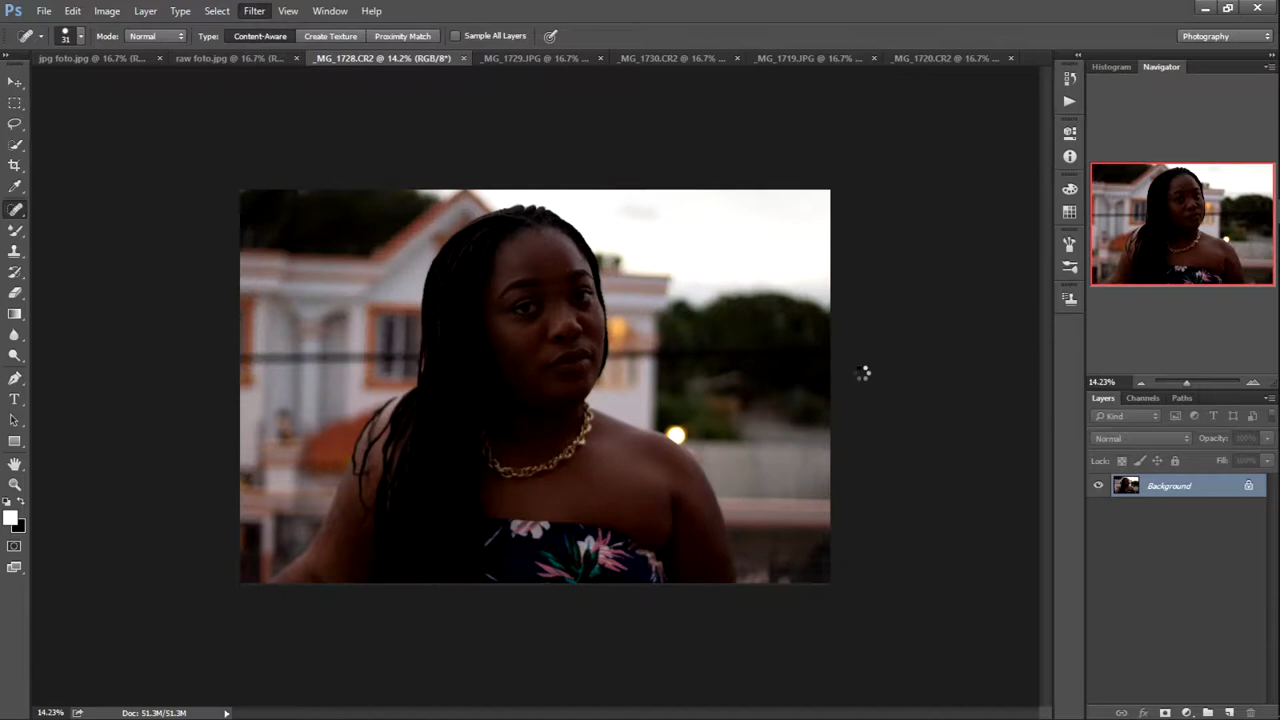 Ps File Edit Image Layer Type Select Filter View Window Help
31 Mode: Normal Type: Content-Aware Create Texture Proximity Match Sample All Layers Photography
jpg foto.jpg @ 16.7% (R... × raw foto.jpg @ 16.7% (R... × _MG_1728.CR2 @ 14.2% (RGB/8*) × _MG_1729.JPG @ 16.7% ... × _MG_1730.CR2 @ 16.7% ... × _MG_1719.JPG @ 16.7% ... × _MG_1720.CR2 @ 16.7% ... ×
Histogram Navigator
14.23%
Layers Channels Paths
Kind
Normal Opacity: 100%
Lock: Fill: 100%
Background
14.23% Doc: 51.3M/51.3M